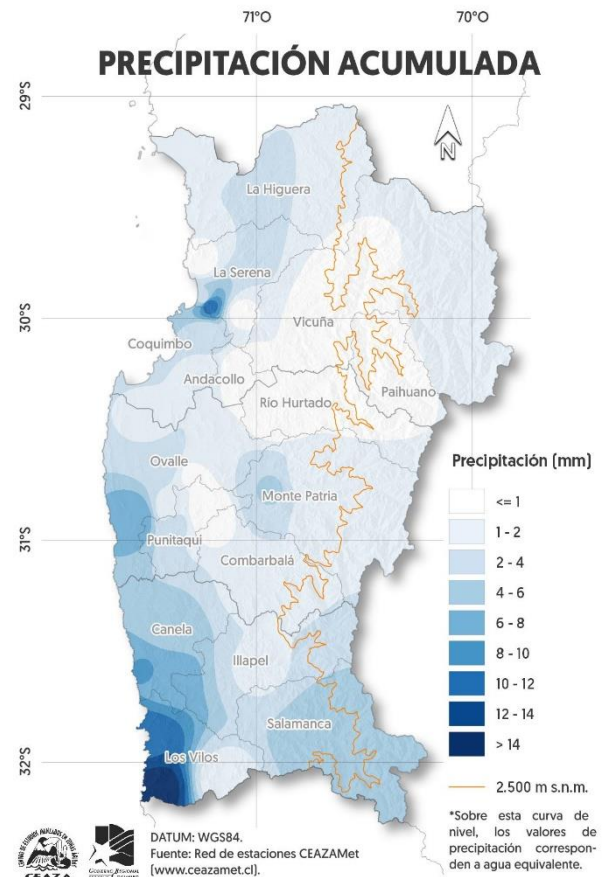 71°O
70°O
PRECIPITACIÓN ACUMULADA
29°S
N
La Higuera
La Serena
30°S
Vicuña
Coquimbo
Andacollo
Paihuano
Río Hurtado
Ovalle
Precipitación (mm)
<= 1
Monte Patria
1 - 2
31°S
Punitaqui
2 - 4
Combarbalá
4 - 6
6 - 8
Canela
8 - 10
Illapel
10 - 12
Salamanca
12 - 14
Los Vilos
> 14
32°S
2.500 m s.n.m.
*Sobre esta curva de
nivel, los valores de
precipitación correspon-
den a agua equivalente.
DATUM: WGS84.
Fuente: Red de estaciones CEAZAMet
(www.ceazamet.cl).
CEAZA